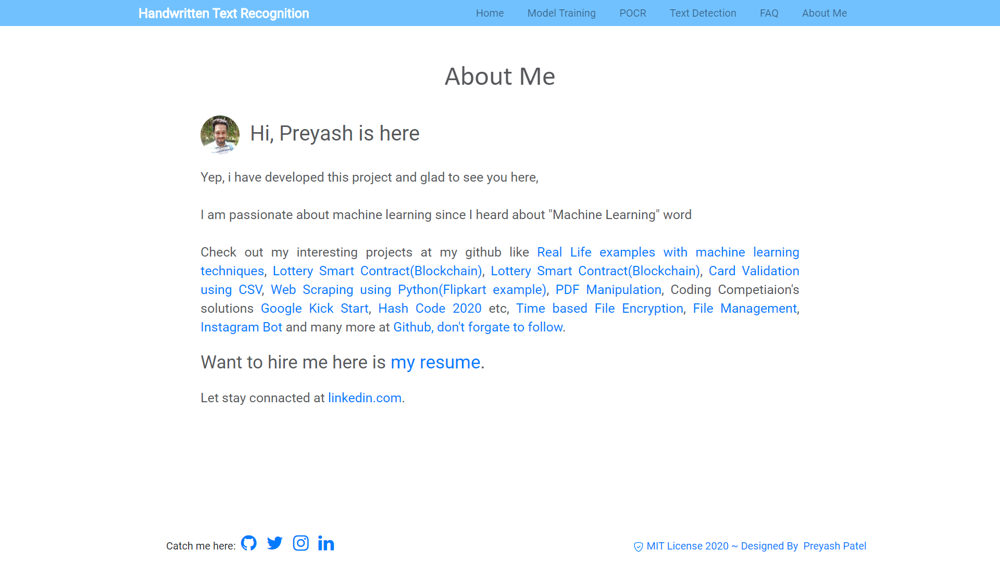 Handwritten Text Recognition Home Model Training POCR Text Detection FAQ About Me
About Me
Hi, Preyash is here
Yep, i have developed this project and glad to see you here,
I am passionate about machine learning since I heard about "Machine Learning" word
Check out my interesting projects at my github like Real Life examples with machine learning
techniques, Lottery Smart Contract(Blockchain), Lottery Smart Contract(Blockchain), Card Validation
using CSV, Web Scraping using Python(Flipkart example), PDF Manipulation, Coding Competiaion's
solutions Google Kick Start, Hash Code 2020 etc, Time based File Encryption, File Management,
Instagram Bot and many more at Github, don't forgate to follow.
Want to hire me here is my resume.
Let stay connacted at linkedin.com.
Catch me here: in MIT License 2020 ~ Designed By Preyash Patel